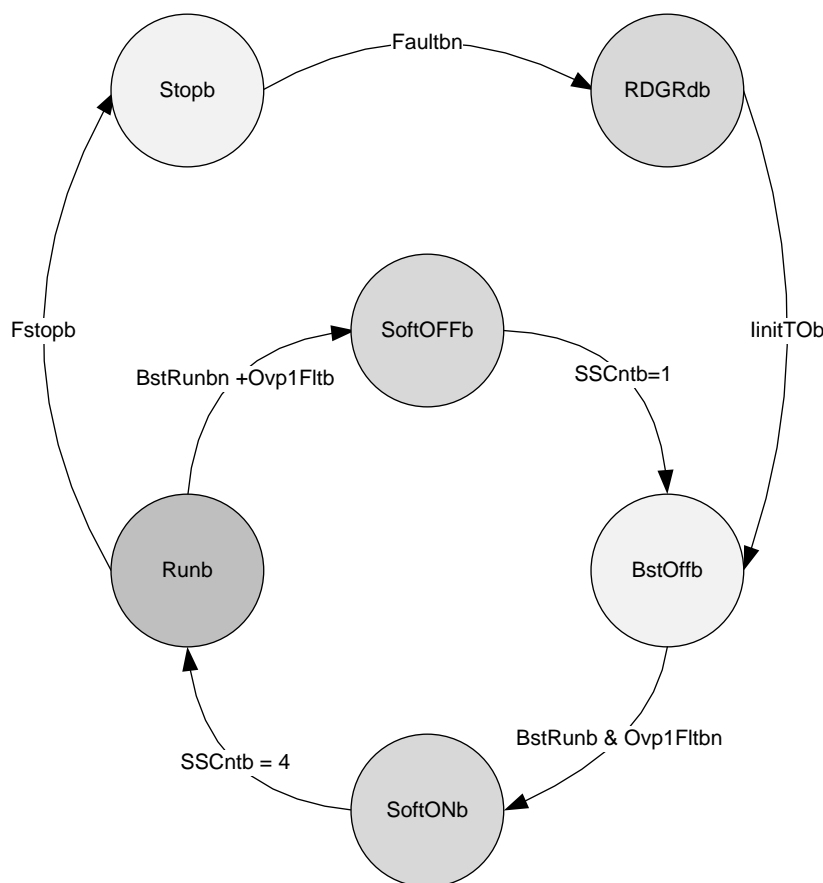 Faultbn
Stopb
RDGRdb
SoftOFFb
Fstopb
IinitTOb
BstRunbn +Ovp1Fltb
SSCntb=1
Runb
BstOffb
BstRunb & Ovp1Fltbn
SSCntb = 4
SoftONb